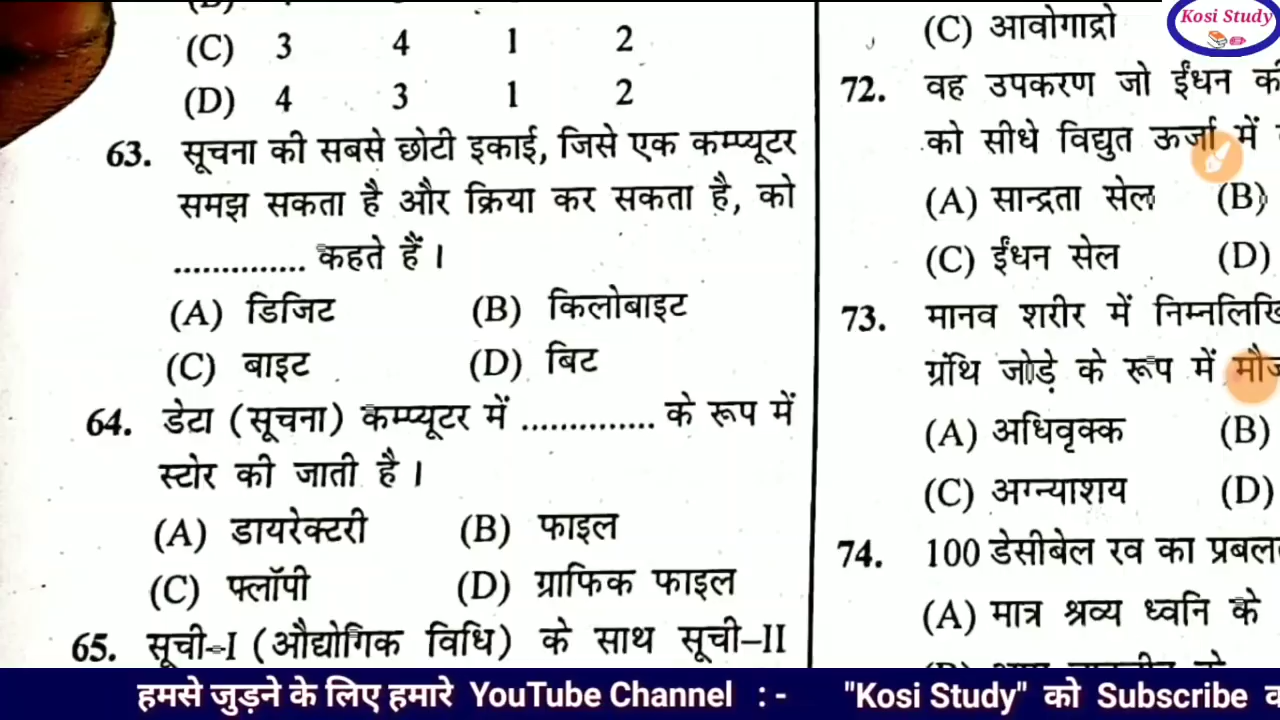 (C) 3 4 1 2
(D) 4 3 1 2
63. सूचना की सबसे छोटी इकाई, जिसे एक कम्प्यूटर
समझ सकता है और क्रिया कर सकता है, को
.............. कहते हैं ।
(A) डिजिट (B) किलोबाइट
(C) बाइट (D) बिट
64. डेटा (सूचना) कम्प्यूटर में .............. के रूप में
स्टोर की जाती है ।
(A) डायरेक्टरी (B) फाइल
(C) फ्लॉपी (D) ग्राफिक फाइल
65. सूची-I (औद्योगिक विधि) के साथ सूची-II
(C) आवोगाद्रो
72. वह उपकरण जो ईंधन की
को सीधे विद्युत ऊर्जा में
(A) सान्द्रता सेल (B)
(C) ईंधन सेल (D)
73. मानव शरीर में
ग्रंथि जोड़े के रूप में
(A) अधिवृक्क (B)
(C) अग्न्याशय (D)
74. 100 डेसीबेल रव का
(A) मात्र श्रव्य ध्वनि के
Kosi Study
हमसे जुड़ने के लिए हमारे YouTube Channel : - "Kosi Study" को Subscribe